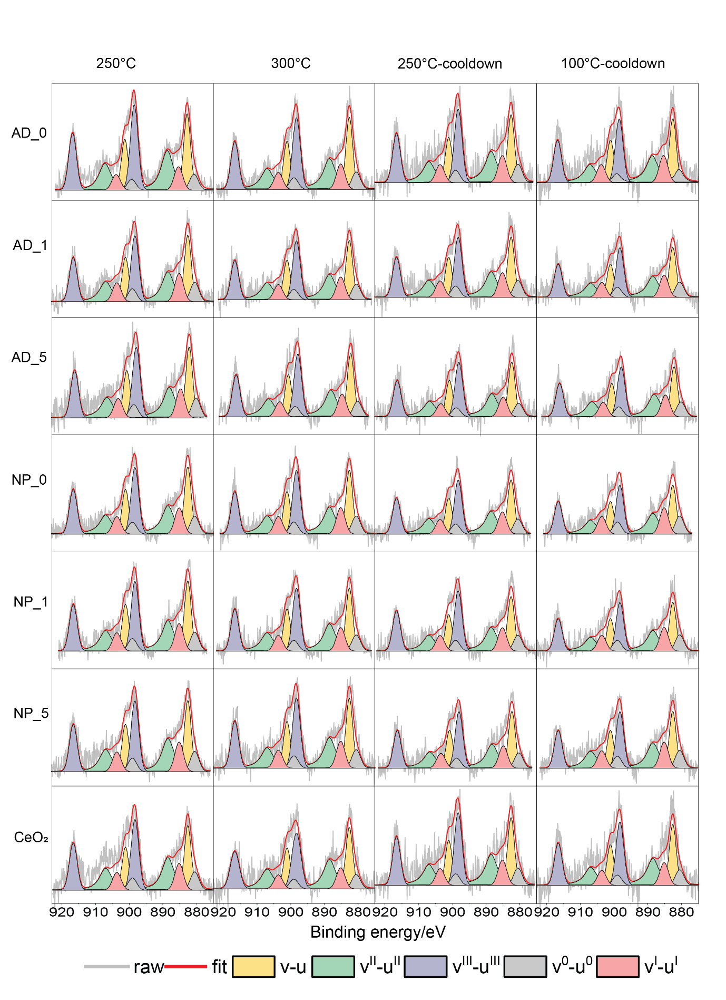 250°C 300°C 250°C-cooldown 100°C-cooldown
AD_0
AD_1
AD_5
NP_0
NP_1
NP_5
CeO₂
920 910 900 890 880 920 910 900 890 880 920 910 900 890 880 920 910 900 890 880
Binding energy/eV
raw fit v-u vᴵᴵ-uᴵᴵ vᴵᴵᴵ-uᴵᴵᴵ v⁰-u⁰ vᴵ-uᴵ